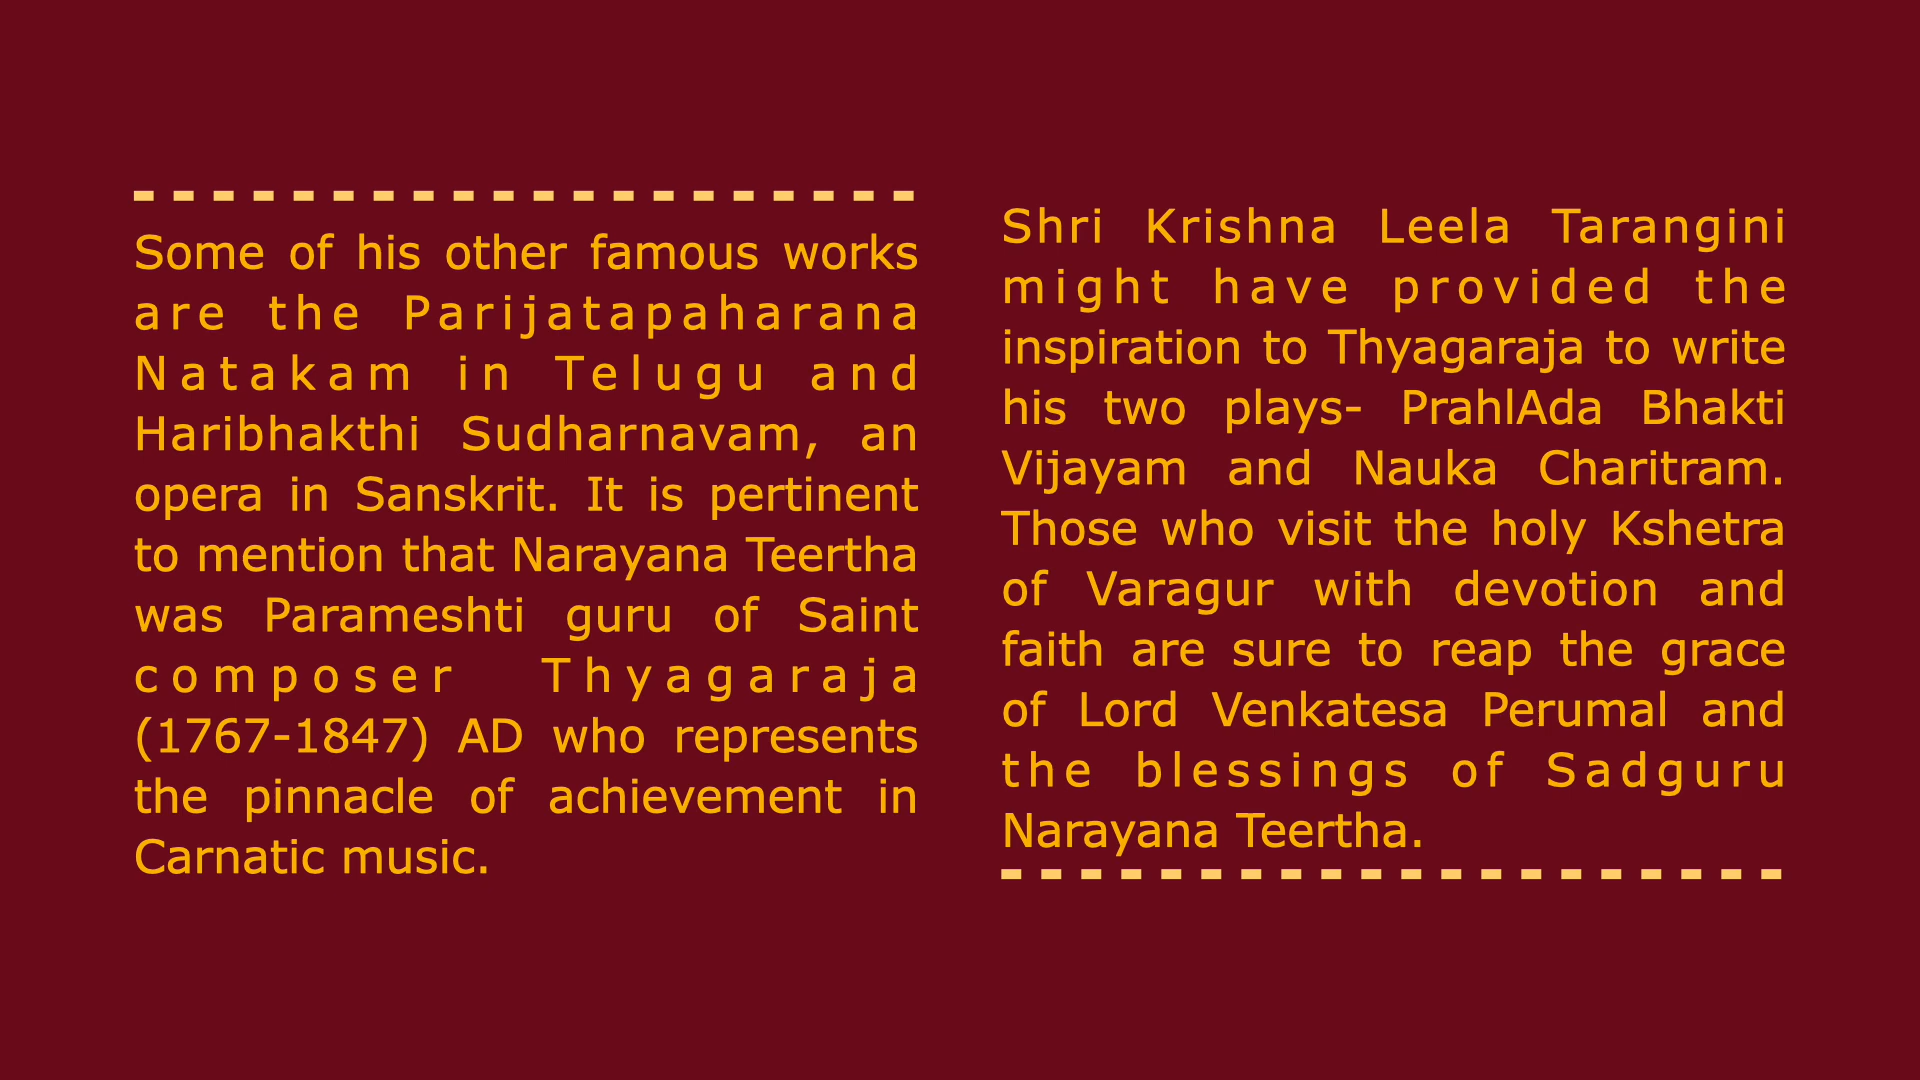 Some of his other famous works
are the Parijatapaharana
Natakam in Telugu and
Haribhakthi Sudharnavam, an
opera in Sanskrit. It is pertinent
to mention that Narayana Teertha
was Parameshti guru of Saint
composer Thyagaraja
(1767-1847) AD who represents
the pinnacle of achievement in
Carnatic music.
Shri Krishna Leela Tarangini
might have provided the
inspiration to Thyagaraja to write
his two plays- PrahlAda Bhakti
Vijayam and Nauka Charitram.
Those who visit the holy Kshetra
of Varagur with devotion and
faith are sure to reap the grace
of Lord Venkatesa Perumal and
the blessings of Sadguru
Narayana Teertha.